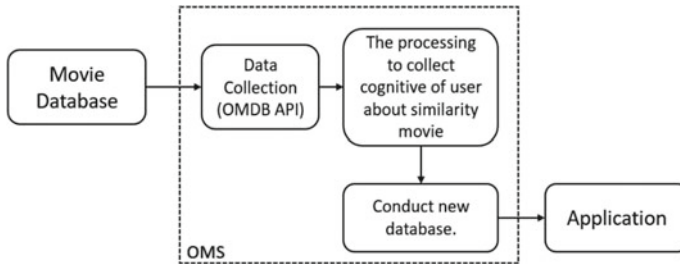 Movie
Database
Data
Collection
(OMDB API)
The processing
to collect
cognitive of user
about similarity
movie
Conduct new
database.
Application
OMS